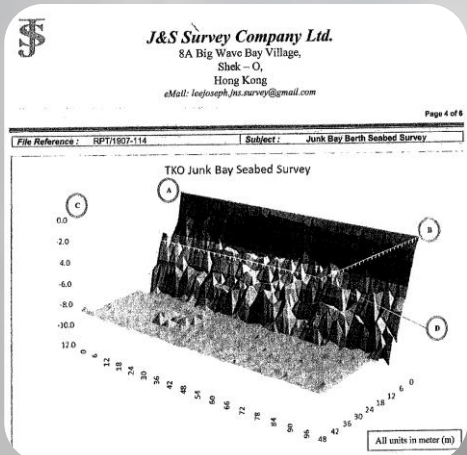 JS
J&S Survey Company Ltd.
8A Big Wave Bay Village,
Shek – O,
Hong Kong
eMail: leejoseph.jns.survey@gmail.com
Page 4 of 6
File Reference : RPT/1907-114 Subject : Junk Bay Berth Seabed Survey
TKO Junk Bay Seabed Survey
A
C
B
D
0.0
-2.0
4.0
-6.0
-8.0
-10.0
12.0
0 6 12 18 24 30 36 42 48 54 60 66 72 78 84 90 96
0 6 12 18 24 30 36 42 48
All units in meter (m)